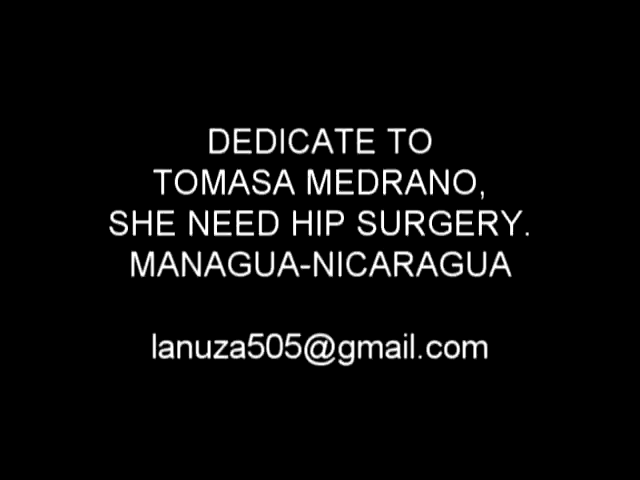 DEDICATE TO
TOMASA MEDRANO,
SHE NEED HIP SURGERY.
MANAGUA-NICARAGUA
lanuza505@gmail.com